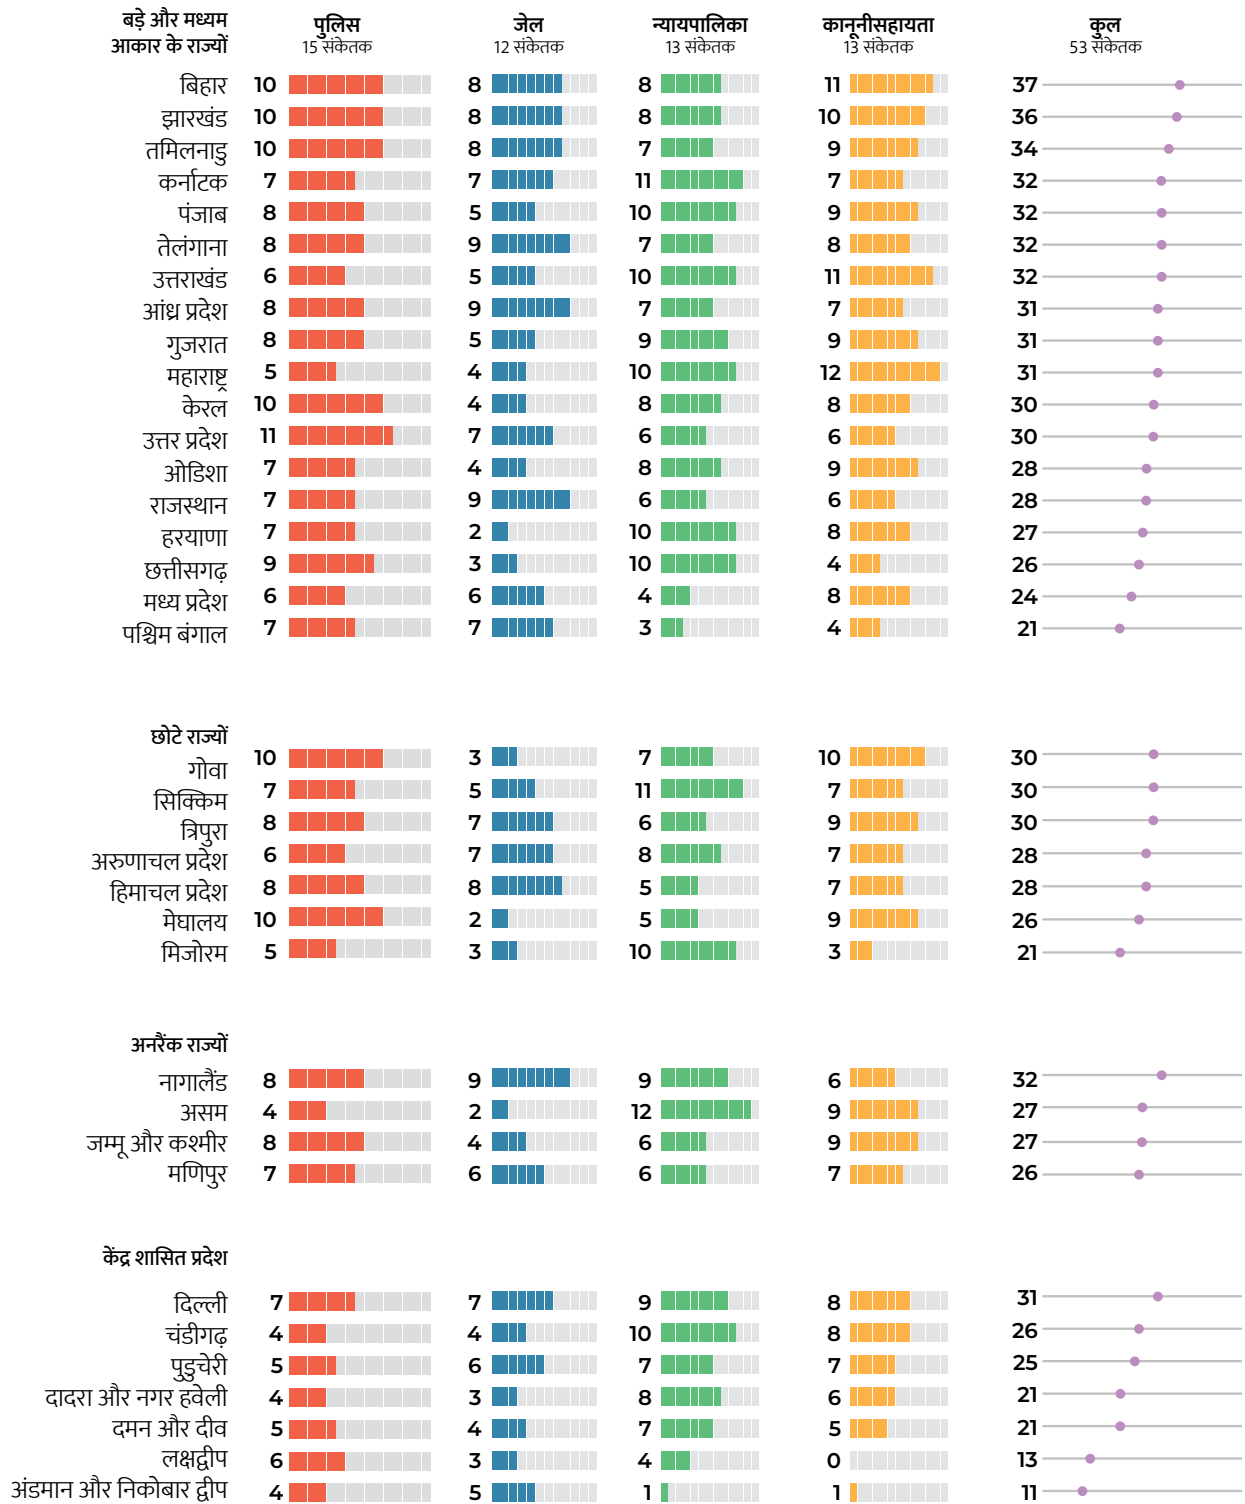 बड़े और मध्यम
आकार के राज्यों
पुलिस जेल न्यायपालिका कानूनीसहायता कुल
15 संकेतक 12 संकेतक 13 संकेतक 13 संकेतक 53 संकेतक
बिहार 10 8 8 11 37
झारखंड 10 8 8 10 36
तमिलनाडु 10 8 7 9 34
कर्नाटक 7 7 11 7 32
पंजाब 8 5 10 9 32
तेलंगाना 8 9 7 8 32
उत्तराखंड 6 5 10 11 32
आंध्र प्रदेश 8 9 7 7 31
गुजरात 8 5 9 9 31
महाराष्ट्र 5 4 10 12 31
केरल 10 4 8 8 30
उत्तर प्रदेश 11 7 6 6 30
ओडिशा 7 4 8 9 28
राजस्थान 7 9 6 6 28
हरयाणा 7 2 10 8 27
छत्तीसगढ़ 9 3 10 4 26
मध्य प्रदेश 6 6 4 8 24
पश्चिम बंगाल 7 7 3 4 21
छोटे राज्यों
गोवा 10 3 7 10 30
सिक्किम 7 5 11 7 30
त्रिपुरा 8 7 6 9 30
अरुणाचल प्रदेश 6 7 8 7 28
हिमाचल प्रदेश 8 8 5 7 28
मेघालय 10 2 5 9 26
मिजोरम 5 3 10 3 21
अनरैंक राज्यों
नागालैंड 8 9 9 6 32
असम 4 2 12 9 27
जम्मू और कश्मीर 8 4 6 9 27
मणिपुर 7 6 6 7 26
केंद्र शासित प्रदेश
दिल्ली 7 7 9 8 31
चंडीगढ़ 4 4 10 8 26
पुडुचेरी 5 6 7 7 25
दादरा और नगर हवेली 4 3 8 6 21
दमन और दीव 5 4 7 5 21
लक्षद्वीप 6 3 4 0 13
अंडमान और निकोबार द्वीप 4 5 1 1 11